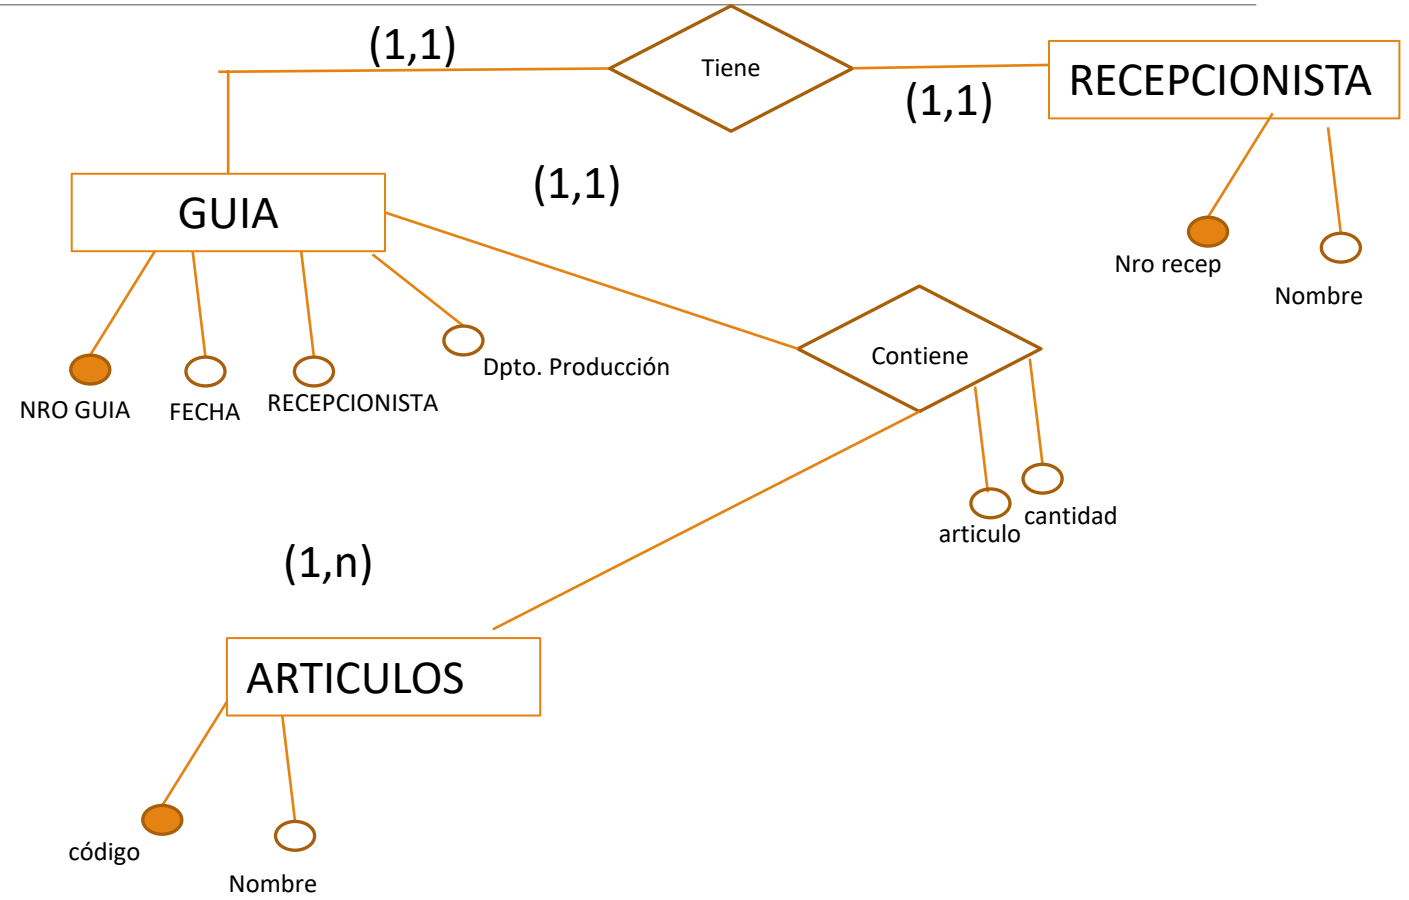 (1,1)
Tiene
RECEPCIONISTA
(1,1)
(1,1)
GUIA
Nro recep
Nombre
Contiene
Dpto. Producción
NRO GUIA
FECHA
RECEPCIONISTA
articulo
cantidad
(1,n)
ARTICULOS
código
Nombre